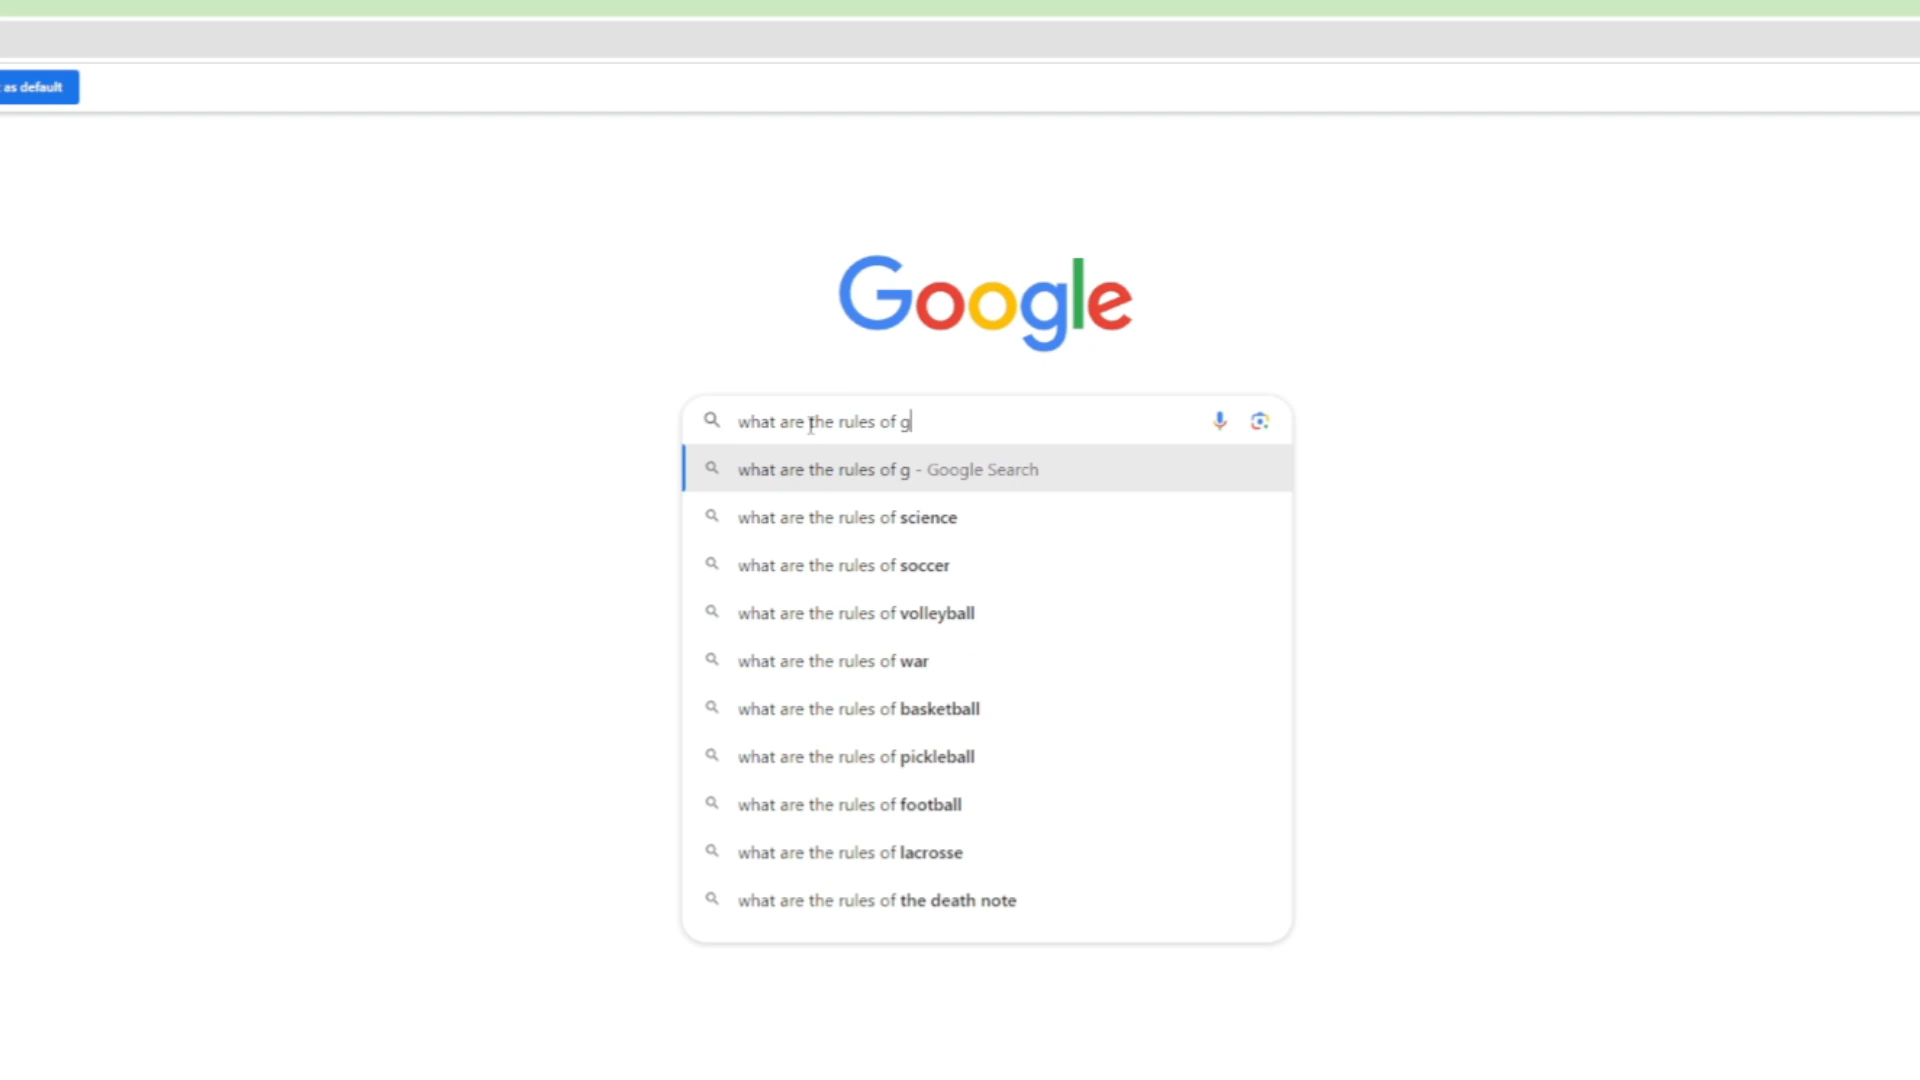 as default
Google
what are the rules of g
what are the rules of g - Google Search
what are the rules of science
what are the rules of soccer
what are the rules of volleyball
what are the rules of war
what are the rules of basketball
what are the rules of pickleball
what are the rules of football
what are the rules of lacrosse
what are the rules of the death note